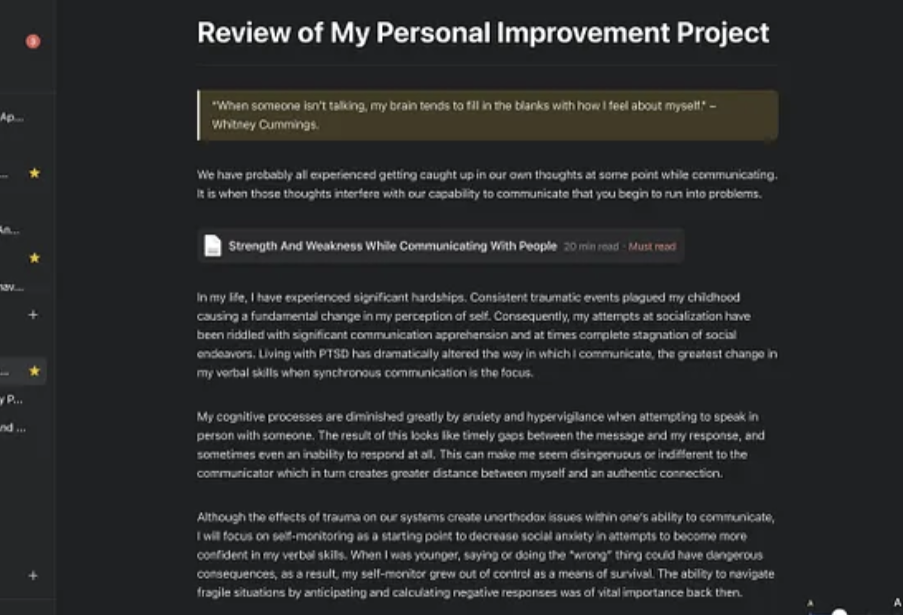 Review of My Personal Improvement Project
"When someone isn't talking, my brain tends to fill in the blanks with how I feel about myself." –
Whitney Cummings.
We have probably all experienced getting caught up in our own thoughts at some point while communicating.
It is when those thoughts interfere with our capability to communicate that you begin to run into problems.
Strength And Weakness While Communicating With People 20 min read · Must read
In my life, I have experienced significant hardships. Consistent traumatic events plagued my childhood
causing a fundamental change in my perception of self. Consequently, my attempts at socialization have
been riddled with significant communication apprehension and at times complete stagnation of social
endeavors. Living with PTSD has dramatically altered the way in which I communicate, the greatest change in
my verbal skills when synchronous communication is the focus.
My cognitive processes are diminished greatly by anxiety and hypervigilance when attempting to speak in
person with someone. The result of this looks like timely gaps between the message and my response, and
sometimes even an inability to respond at all. This can make me seem disingenuous or indifferent to the
communicator which in turn creates greater distance between myself and an authentic connection.
Although the effects of trauma on our systems create unorthodox issues within one's ability to communicate,
I will focus on self-monitoring as a starting point to decrease social anxiety in attempts to become more
confident in my verbal skills. When I was younger, saying or doing the "wrong" thing could have dangerous
consequences, as a result, my self-monitor grew out of control as a means of survival. The ability to navigate
fragile situations by anticipating and calculating negative responses was of vital importance back then.
Ap...
...
An...
...
y P...
nd ...
A
A